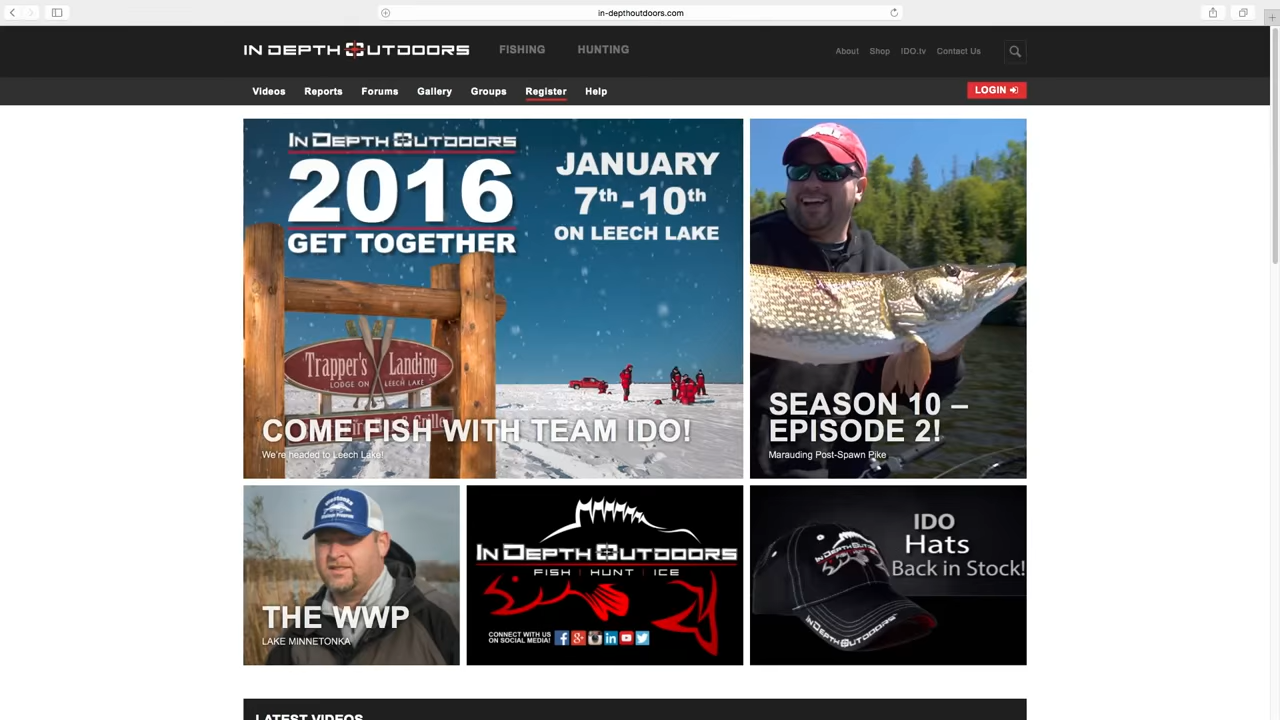 in-depthoutdoors.com
IN DEPTH OUTDOORS
FISHING
HUNTING
About
Shop
IDO.tv
Contact Us
Videos
Reports
Forums
Gallery
Groups
Register
Help
LOGIN
IN DEPTH OUTDOORS
2016
GET TOGETHER
JANUARY
7th-10th
ON LEECH LAKE
Trapper's Landing
LODGE ON LEECH LAKE
COME FISH WITH TEAM IDO!
We're headed to Leech Lake!
SEASON 10 –
EPISODE 2!
Marauding Post-Spawn Pike
THE WWP
LAKE MINNETONKA
IN DEPTH OUTDOORS
FISH | HUNT | ICE
CONNECT WITH US
ON SOCIAL MEDIA!
IDO
Hats
Back in Stock!
IN DEPTH OUTDOORS
IN DEPTH OUTDOORS
LATEST VIDEOS